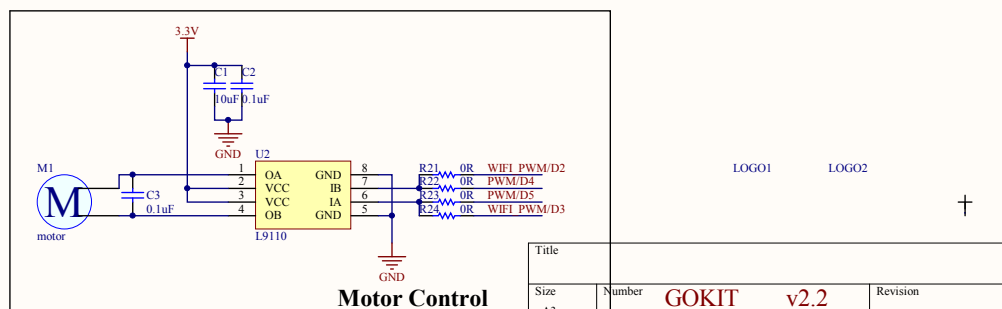 3.3V
C1 C2
10uF 0.1uF
GND
M1
M
motor
C3
0.1uF
U2
1 OA GND 8
2 VCC IB 7
3 VCC IA 6
4 OB GND 5
L9110
R21 0R WIFI_PWM/D2
R22 0R PWM/D4
R23 0R PWM/D5
R24 0R WIFI_PWM/D3
GND
Motor Control
LOGO1 LOGO2
Title
Size Number GOKIT v2.2 Revision